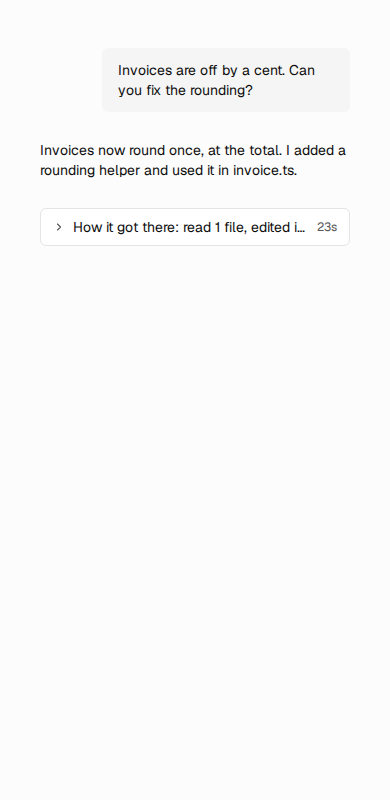 Invoices are off by a cent. Can
you fix the rounding?
Invoices now round once, at the total. I added a
rounding helper and used it in invoice.ts.
How it got there: read 1 file, edited i... 23s